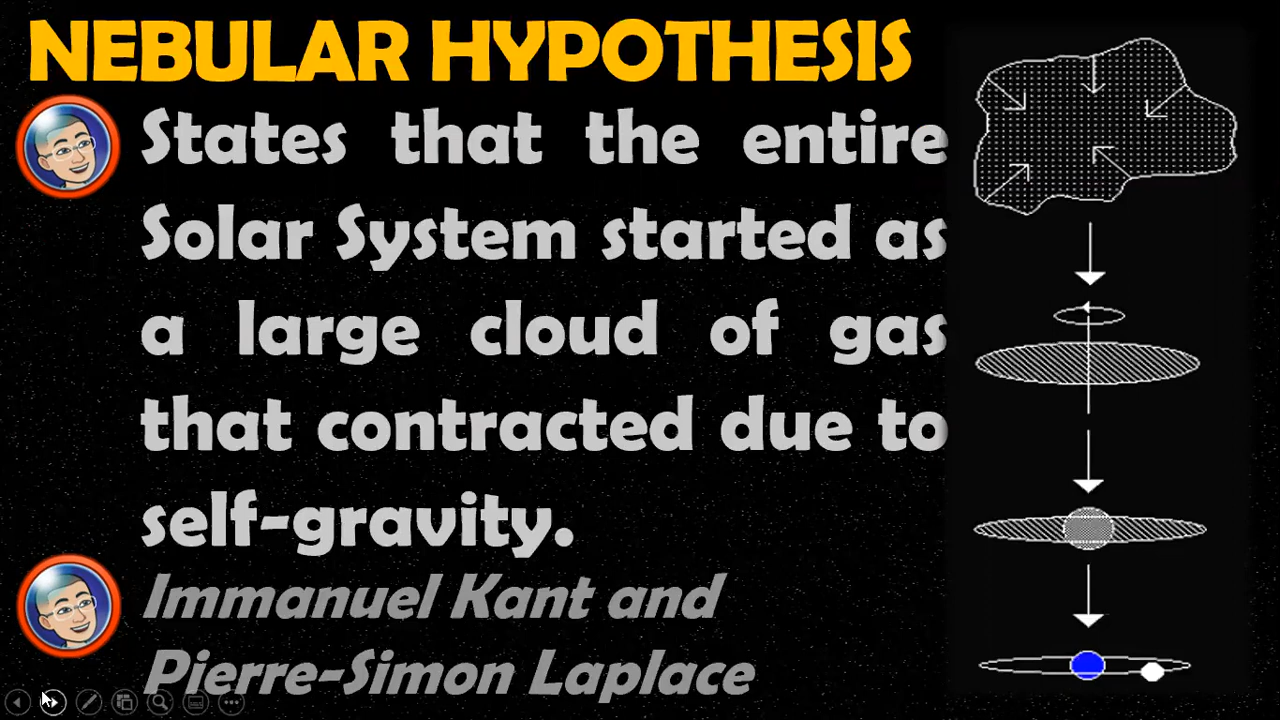 NEBULAR HYPOTHESIS
States that the entire
Solar System started as
a large cloud of gas
that contracted due to
self-gravity.
Immanuel Kant and
Pierre-Simon Laplace